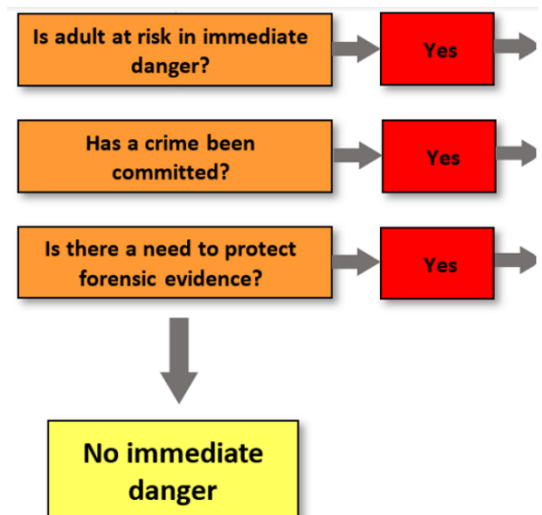 Is adult at risk in immediate
danger?
Yes
Has a crime been
committed?
Yes
Is there a need to protect
forensic evidence?
Yes
No immediate
danger